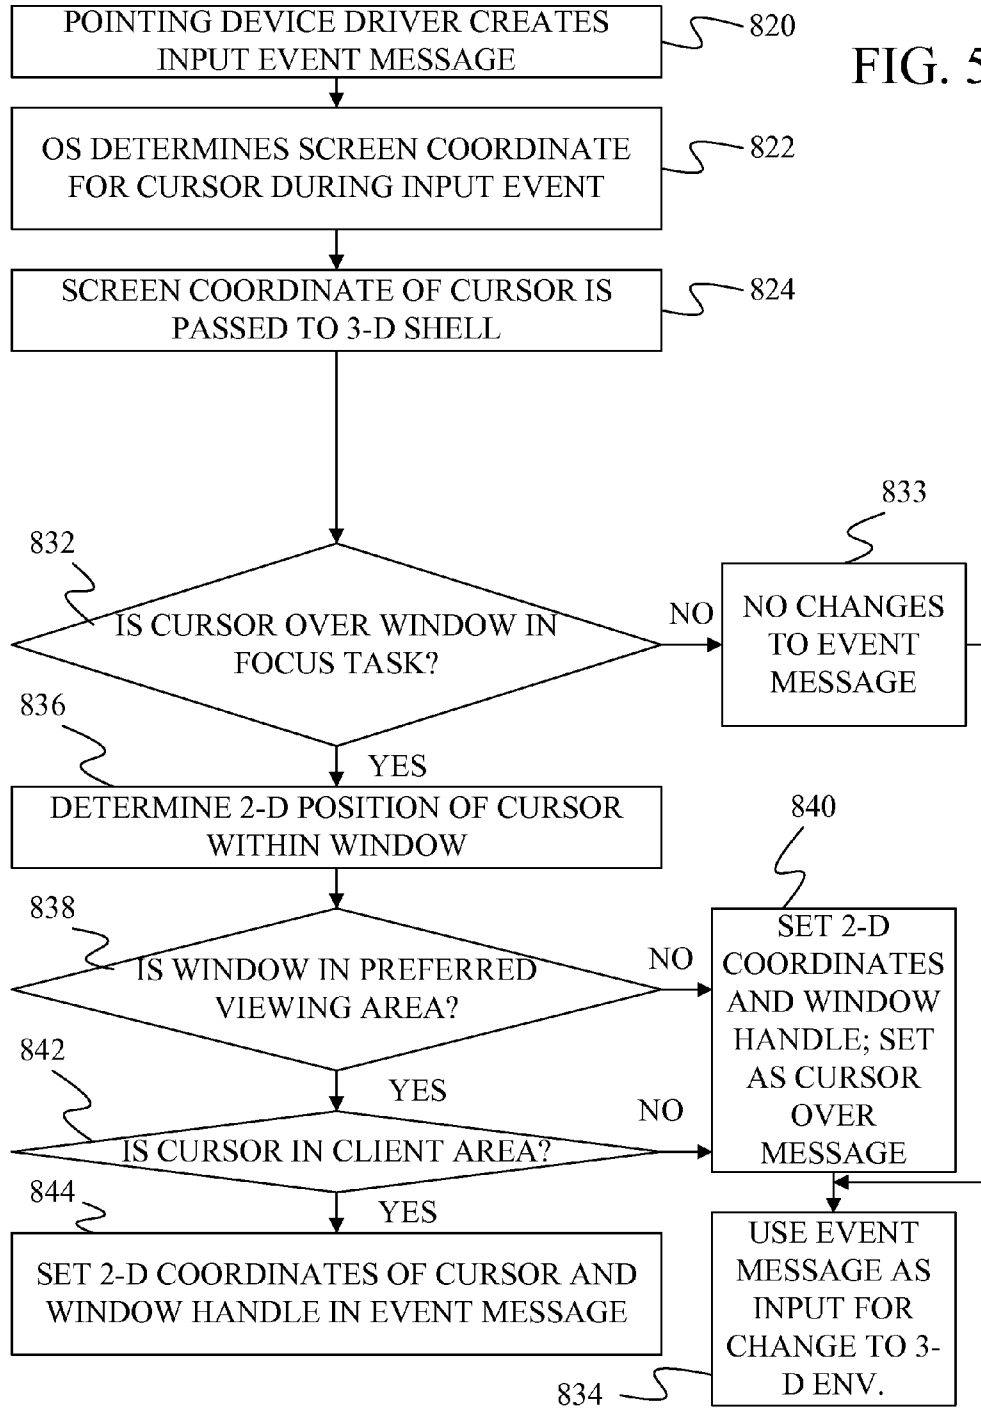 POINTING DEVICE DRIVER CREATES
INPUT EVENT MESSAGE
820
FIG. 5
OS DETERMINES SCREEN COORDINATE
FOR CURSOR DURING INPUT EVENT
822
SCREEN COORDINATE OF CURSOR IS
PASSED TO 3-D SHELL
824
833
832
IS CURSOR OVER WINDOW IN
FOCUS TASK?
NO
NO CHANGES
TO EVENT
MESSAGE
836
YES
DETERMINE 2-D POSITION OF CURSOR
WITHIN WINDOW
840
838
IS WINDOW IN PREFERRED
VIEWING AREA?
NO
SET 2-D
COORDINATES
AND WINDOW
HANDLE; SET
AS CURSOR
OVER
MESSAGE
842
YES
IS CURSOR IN CLIENT AREA?
NO
844
YES
SET 2-D COORDINATES OF CURSOR AND
WINDOW HANDLE IN EVENT MESSAGE
USE EVENT
MESSAGE AS
INPUT FOR
CHANGE TO 3-
D ENV.
834